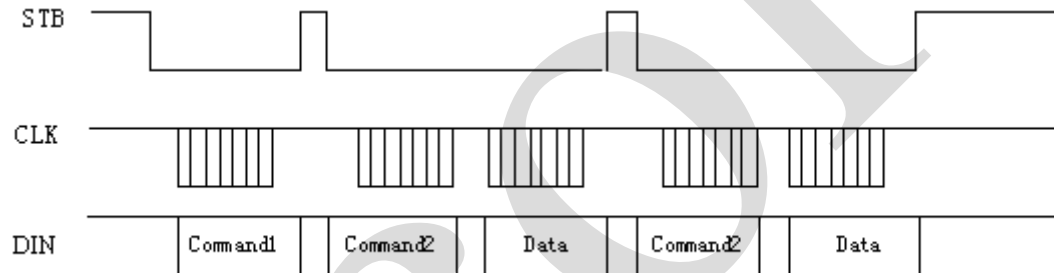 STB
CLK
DIN
Command1
Command2
Data
Command2
Data